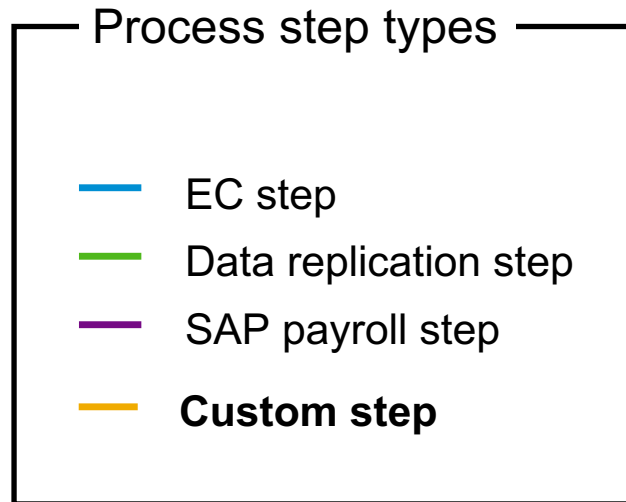 Process step types
EC step
Data replication step
SAP payroll step
Custom step